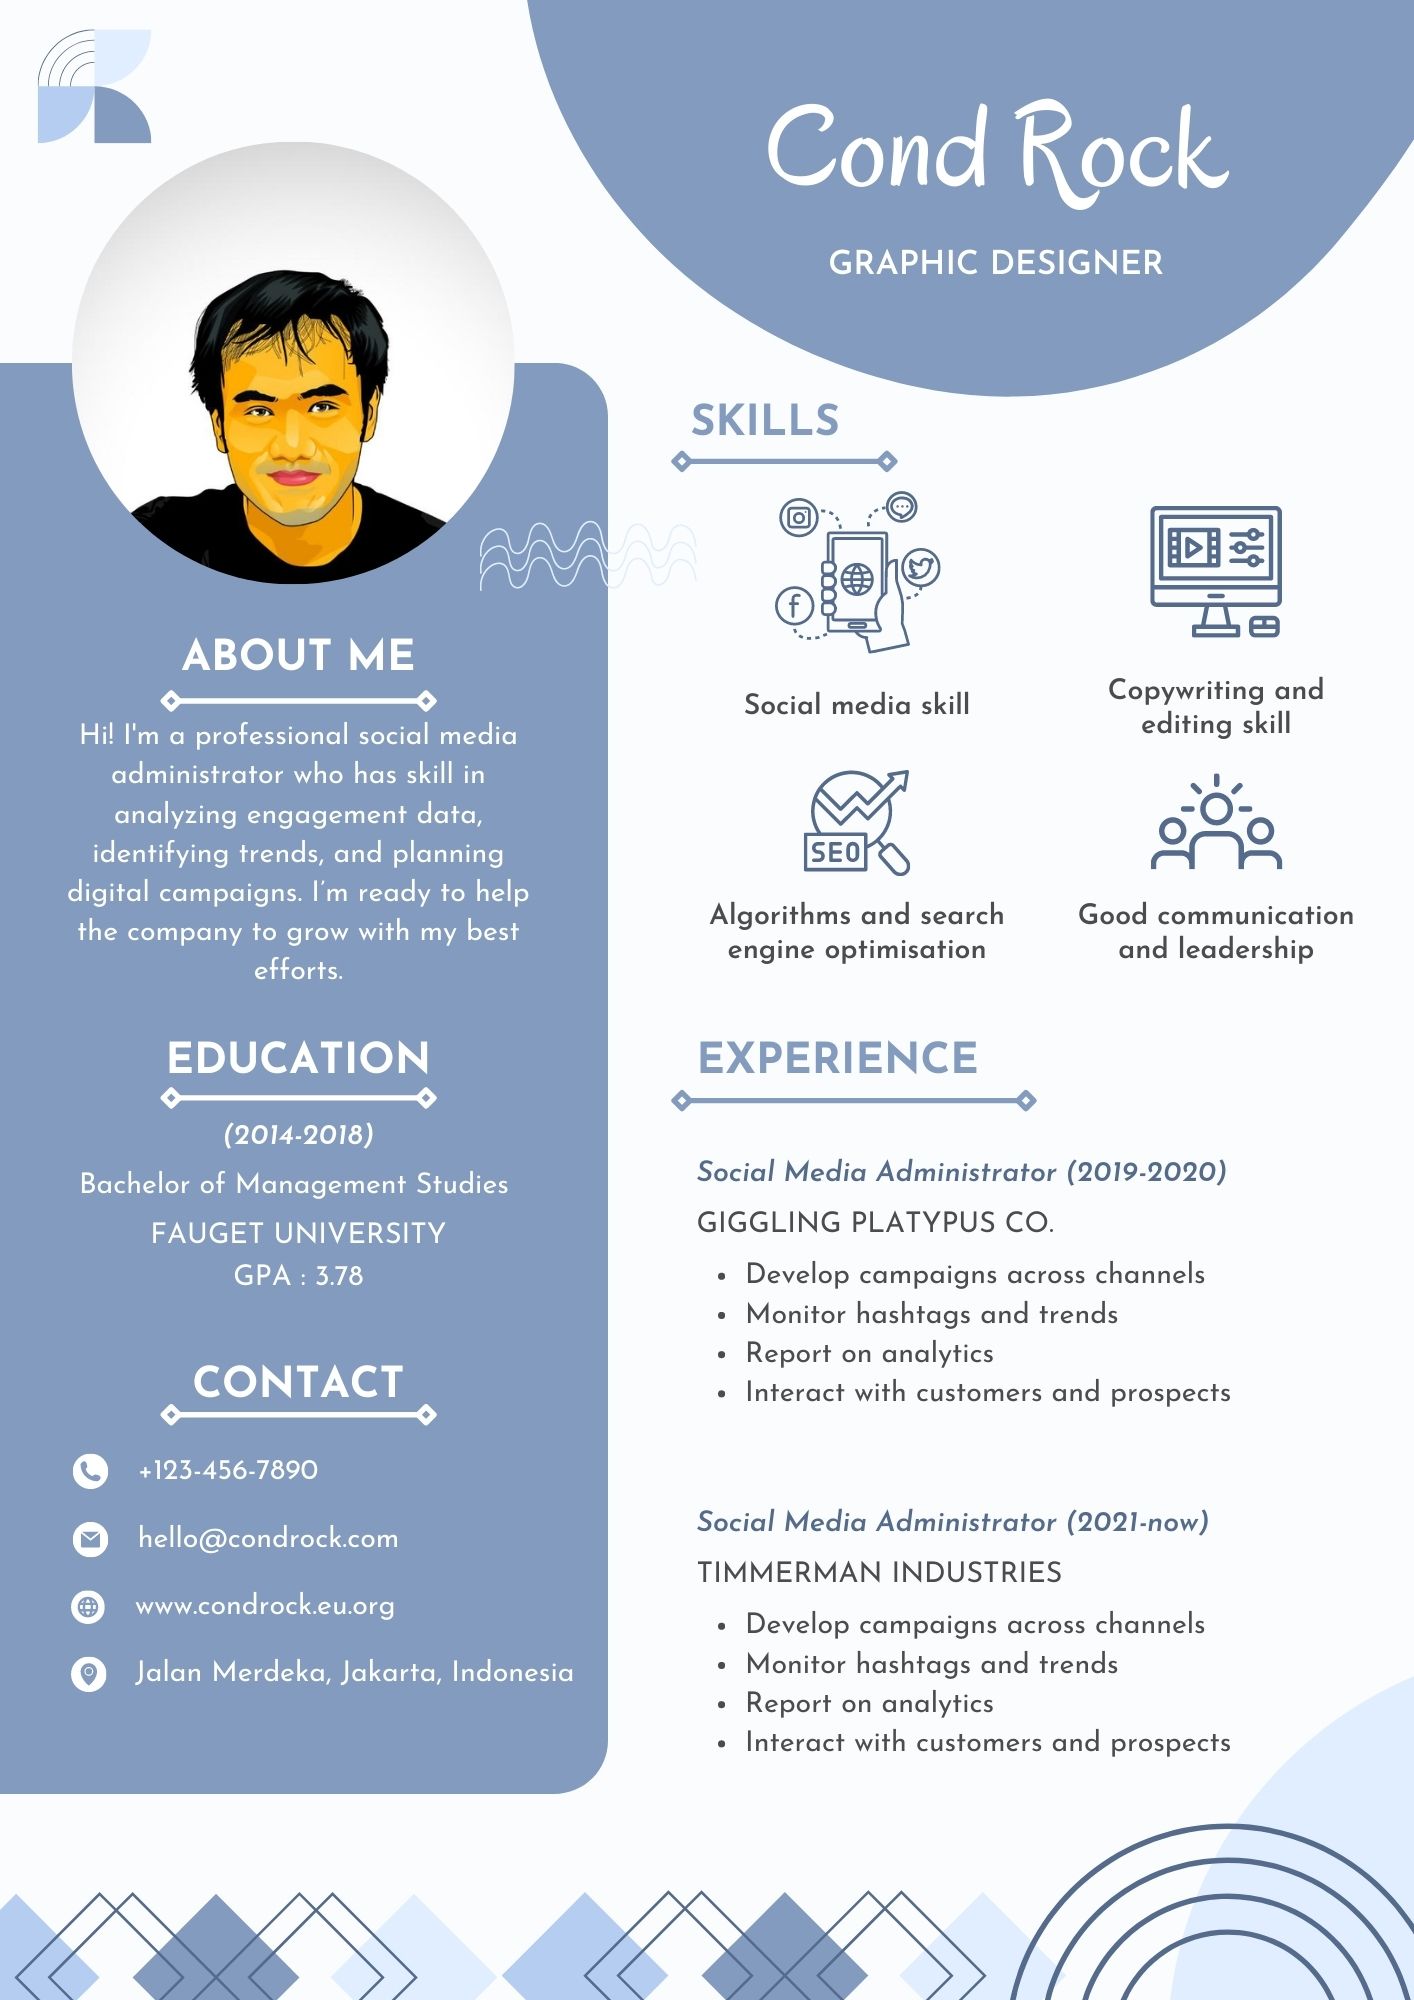 Cond Rock
GRAPHIC DESIGNER
ABOUT ME
Hi! I'm a professional social media
administrator who has skill in
analyzing engagement data,
identifying trends, and planning
digital campaigns. I'm ready to help
the company to grow with my best
efforts.
EDUCATION
(2014-2018)
Bachelor of Management Studies
FAUGET UNIVERSITY
GPA : 3.78
CONTACT
+123-456-7890
hello@condrock.com
www.condrock.eu.org
Jalan Merdeka, Jakarta, Indonesia
SKILLS
Social media skill
Copywriting and
editing skill
SEO
Algorithms and search
engine optimisation
Good communication
and leadership
EXPERIENCE
Social Media Administrator (2019-2020)
GIGGLING PLATYPUS CO.
• Develop campaigns across channels
• Monitor hashtags and trends
• Report on analytics
• Interact with customers and prospects
Social Media Administrator (2021-now)
TIMMERMAN INDUSTRIES
• Develop campaigns across channels
• Monitor hashtags and trends
• Report on analytics
• Interact with customers and prospects